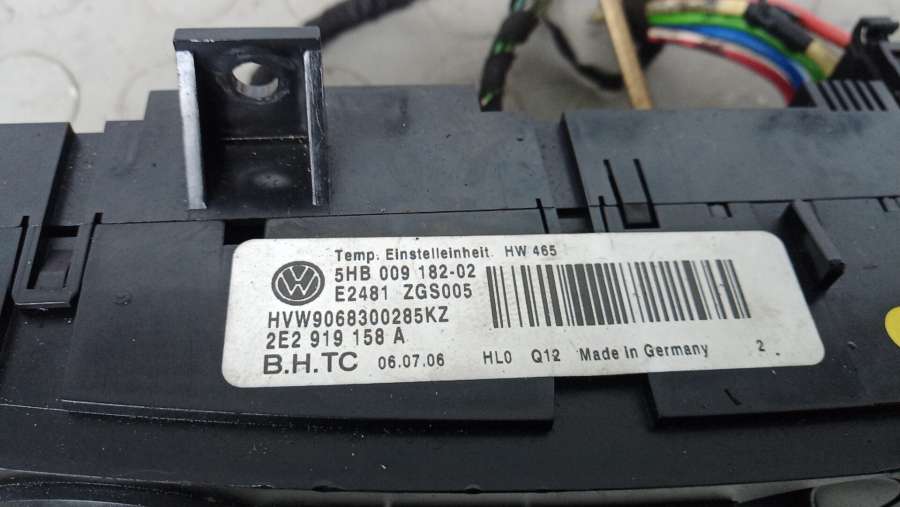 Temp. Einstelleinheit. HW 465
5HB 009 182-02
E2481 ZGS005
HVW9068300285KZ
2E2 919 158 A
B.H.TC 06.07.06 HL0 Q12 Made in Germany 2